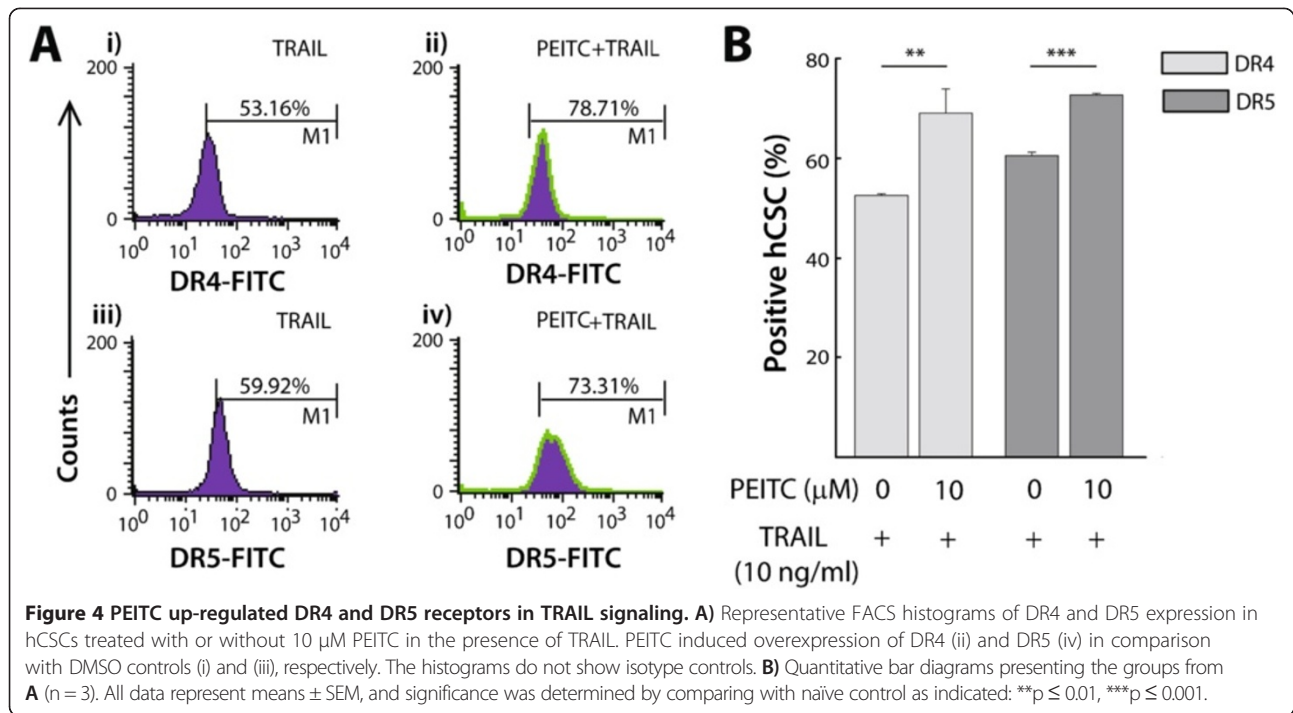 A
i)
TRAIL
200
53.16%
M1
0
10^0 10^1 10^2 10^3 10^4
DR4-FITC
ii)
PEITC+TRAIL
200
78.71%
M1
0
10^0 10^1 10^2 10^3 10^4
DR4-FITC
iii)
TRAIL
200
59.92%
M1
0
10^0 10^1 10^2 10^3 10^4
DR5-FITC
iv)
PEITC+TRAIL
200
73.31%
M1
0
10^0 10^1 10^2 10^3 10^4
DR5-FITC
Counts
B
** ***
DR4
DR5
80
60
40
20
Positive hCSC (%)
PEITC (μM) 0 10 0 10
TRAIL + + + +
(10 ng/ml)
Figure 4 PEITC up-regulated DR4 and DR5 receptors in TRAIL signaling. A) Representative FACS histograms of DR4 and DR5 expression in
hCSCs treated with or without 10 μM PEITC in the presence of TRAIL. PEITC induced overexpression of DR4 (ii) and DR5 (iv) in comparison
with DMSO controls (i) and (iii), respectively. The histograms do not show isotype controls. B) Quantitative bar diagrams presenting the groups from
A (n = 3). All data represent means ± SEM, and significance was determined by comparing with naïve control as indicated: **p ≤ 0.01, ***p ≤ 0.001.